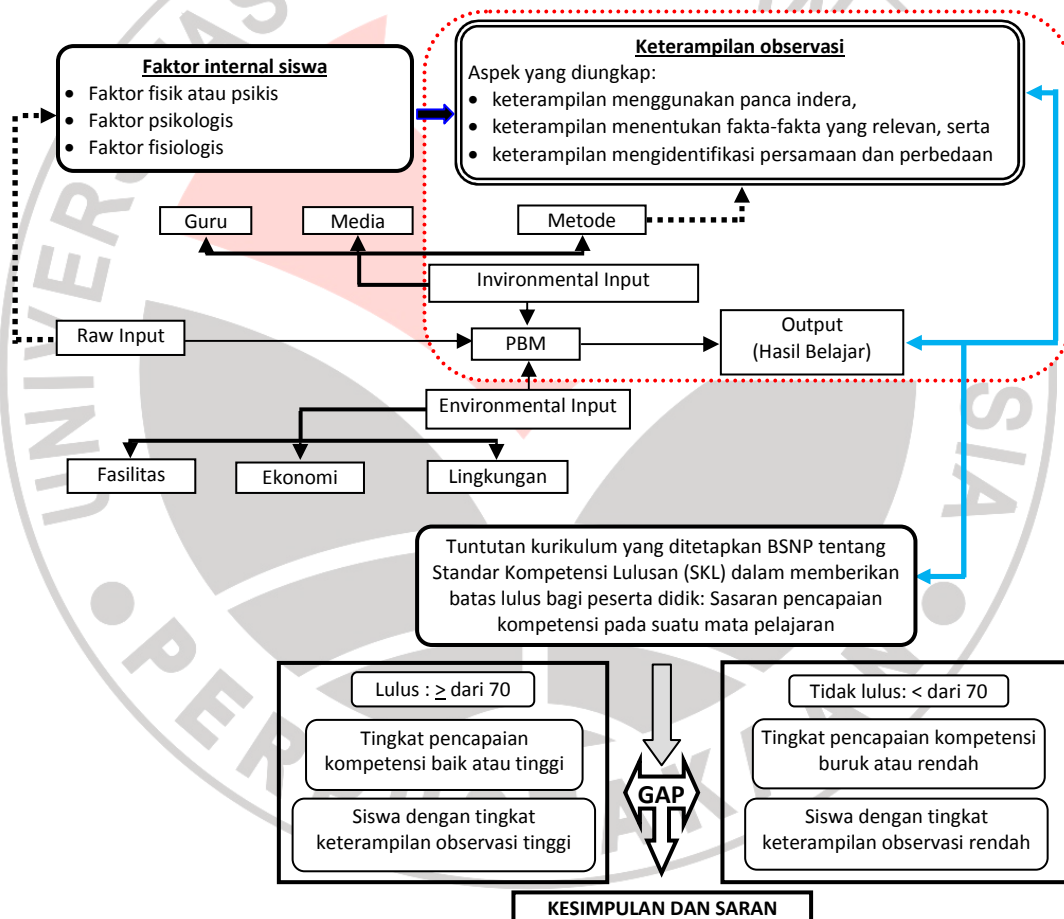 Faktor internal siswa
• Faktor fisik atau psikis
• Faktor psikologis
• Faktor fisiologis
Keterampilan observasi
Aspek yang diungkap:
• keterampilan menggunakan panca indera,
• keterampilan menentukan fakta-fakta yang relevan, serta
• keterampilan mengidentifikasi persamaan dan perbedaan
Guru
Media
Metode
Invironmental Input
Raw Input
PBM
Output
(Hasil Belajar)
Environmental Input
Fasilitas
Ekonomi
Lingkungan
Tuntutan kurikulum yang ditetapkan BSNP tentang
Standar Kompetensi Lulusan (SKL) dalam memberikan
batas lulus bagi peserta didik: Sasaran pencapaian
kompetensi pada suatu mata pelajaran
Lulus : ≥ dari 70
Tingkat pencapaian
kompetensi baik atau tinggi
Siswa dengan tingkat
keterampilan observasi tinggi
GAP
Tidak lulus: < dari 70
Tingkat pencapaian kompetensi
buruk atau rendah
Siswa dengan tingkat
keterampilan observasi rendah
KESIMPULAN DAN SARAN